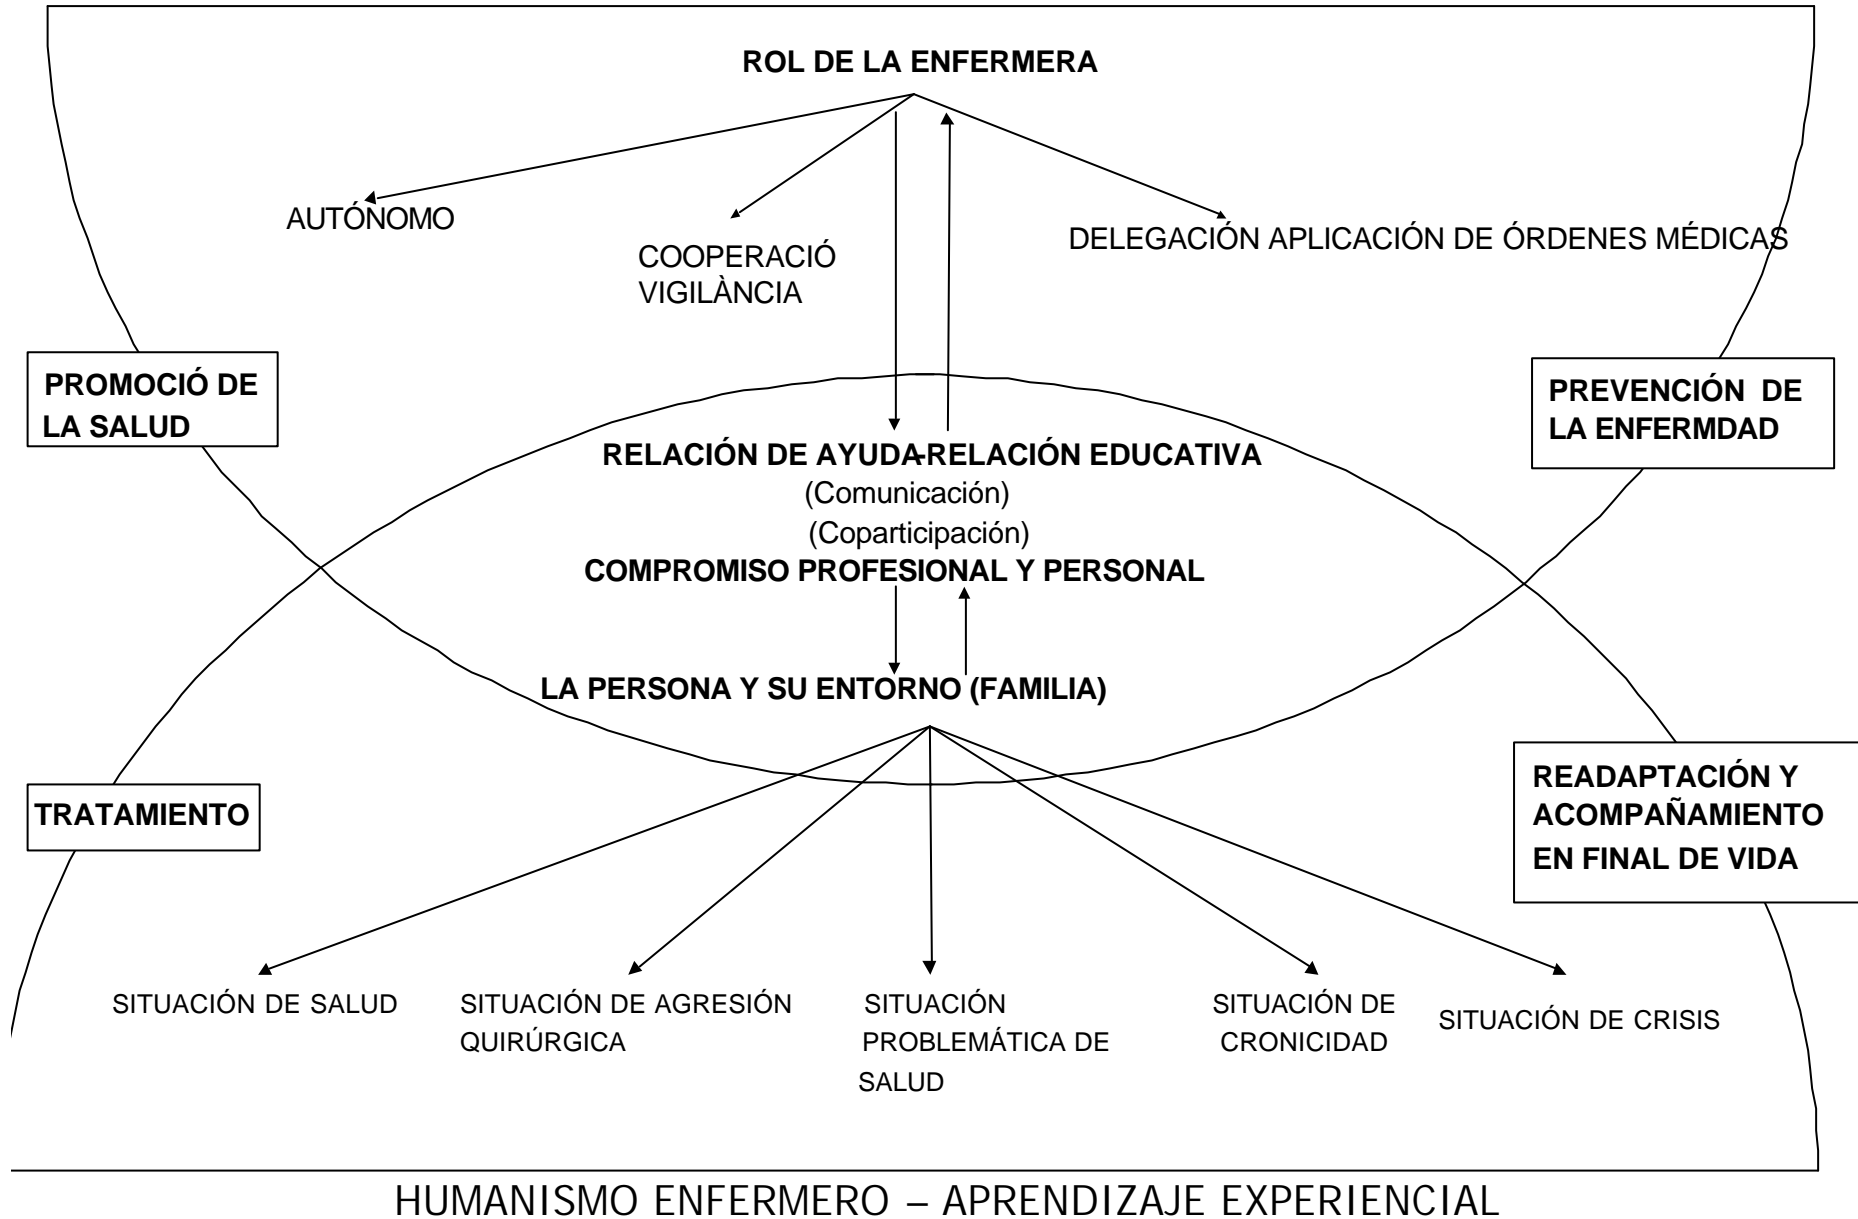 ROL DE LA ENFERMERA
AUTÓNOMO
COOPERACIÓ
VIGILÀNCIA
DELEGACIÓN APLICACIÓN DE ÓRDENES MÉDICAS
PROMOCIÓ DE
LA SALUD
PREVENCIÓN DE
LA ENFERMDAD
RELACIÓN DE AYUDA-RELACIÓN EDUCATIVA
(Comunicación)
(Coparticipación)
COMPROMISO PROFESIONAL Y PERSONAL
LA PERSONA Y SU ENTORNO (FAMILIA)
TRATAMIENTO
READAPTACIÓN Y
ACOMPAÑAMIENTO
EN FINAL DE VIDA
SITUACIÓN DE SALUD
SITUACIÓN DE AGRESIÓN
QUIRÚRGICA
SITUACIÓN
PROBLEMÁTICA DE
SALUD
SITUACIÓN DE
CRONICIDAD
SITUACIÓN DE CRISIS
HUMANISMO ENFERMERO – APRENDIZAJE EXPERIENCIAL